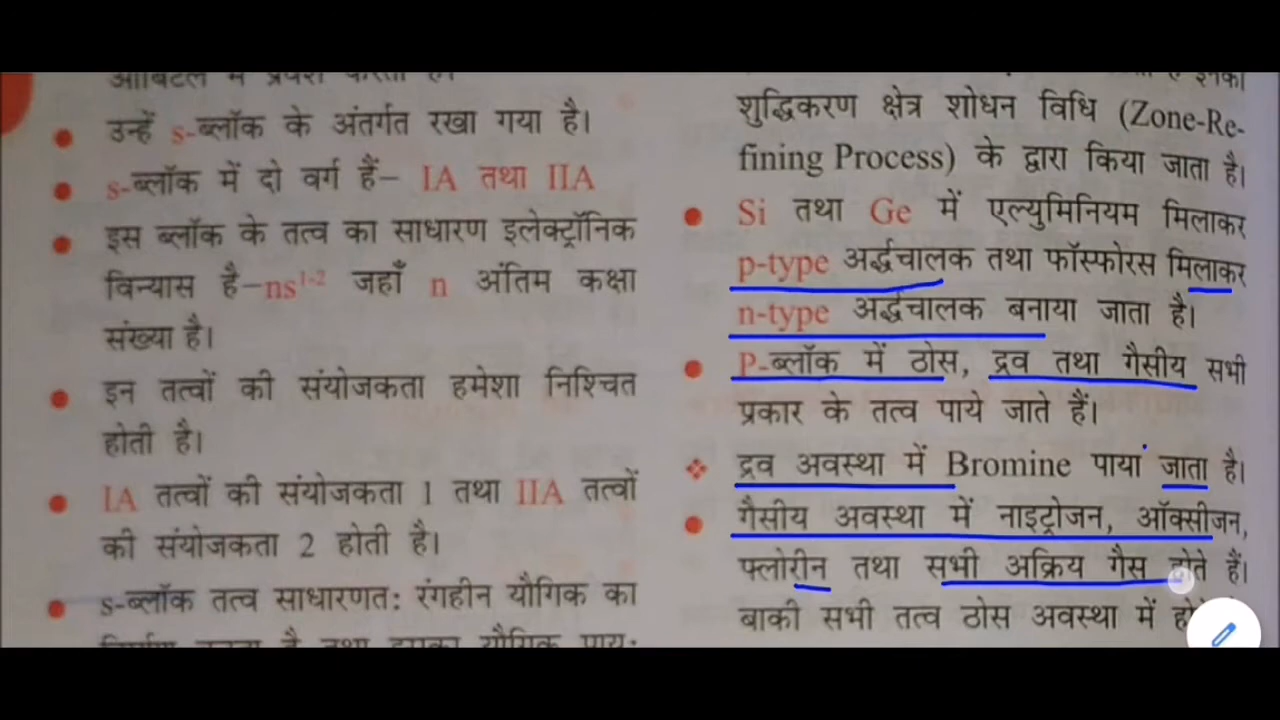 उन्हें s-ब्लॉक के अंतर्गत रखा गया है।
s-ब्लॉक में दो वर्ग हैं– IA तथा IIA
इस ब्लॉक के तत्व का साधारण इलेक्ट्रॉनिक
विन्यास है–ns¹⁻² जहाँ n अंतिम कक्षा
संख्या है।
इन तत्वों की संयोजकता हमेशा निश्चित
होती है।
IA तत्वों की संयोजकता 1 तथा IIA तत्वों
की संयोजकता 2 होती है।
s-ब्लॉक तत्व साधारणतः रंगहीन यौगिक का
शुद्धिकरण क्षेत्र शोधन विधि (Zone-Re-
fining Process) के द्वारा किया जाता है।
Si तथा Ge में एल्युमिनियम मिलाकर
p-type अर्द्धचालक तथा फॉस्फोरस मिलाकर
n-type अर्द्धचालक बनाया जाता है।
P-ब्लॉक में ठोस, द्रव तथा गैसीय सभी
प्रकार के तत्व पाये जाते हैं।
द्रव अवस्था में Bromine पाया जाता है।
गैसीय अवस्था में नाइट्रोजन, ऑक्सीजन,
फ्लोरीन तथा सभी अक्रिय गैस होते हैं।
बाकी सभी तत्व ठोस अवस्था में